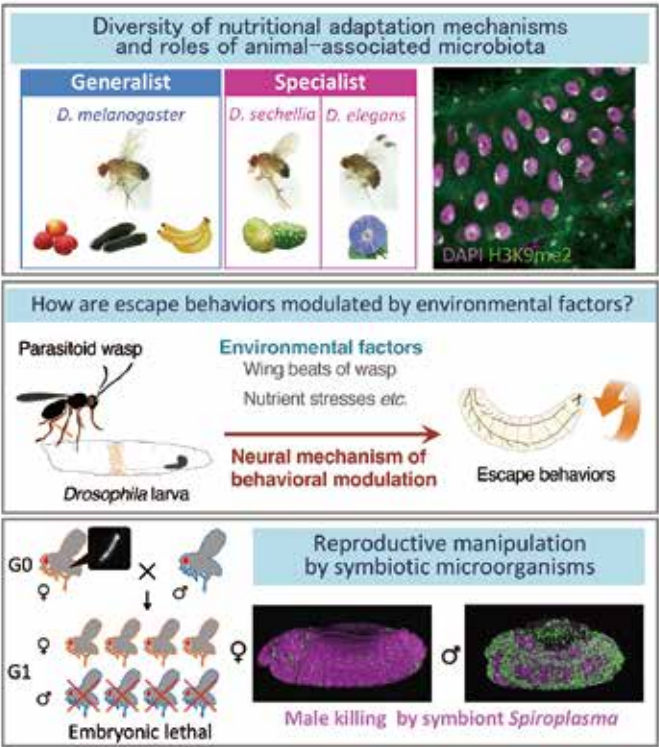 Diversity of nutritional adaptation mechanisms
and roles of animal-associated microbiota
Generalist
Specialist
D. melanogaster
D. sechellia
D. elegans
DAPI H3K9me2
How are escape behaviors modulated by environmental factors?
Parasitoid wasp
Environmental factors
Wing beats of wasp
Nutrient stresses etc.
Neural mechanism of
behavioral modulation
Drosophila larva
Escape behaviors
Reproductive manipulation
by symbiotic microorganisms
G0
♀
×
♂
♀
G1
♂
Embryonic lethal
♀
♂
Male killing by symbiont Spiroplasma